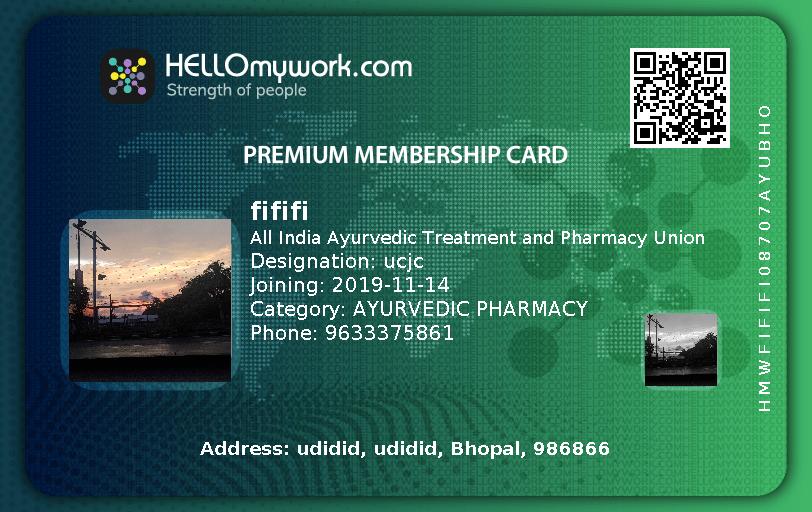 HELLOmywork.com
Strength of people
PREMIUM MEMBERSHIP CARD
fififi
All India Ayurvedic Treatment and Pharmacy Union
Designation: ucjc
Joining: 2019-11-14
Category: AYURVEDIC PHARMACY
Phone: 9633375861
Address: udidid, udidid, Bhopal, 986866
HMWFIFIFI08707AYUBHO